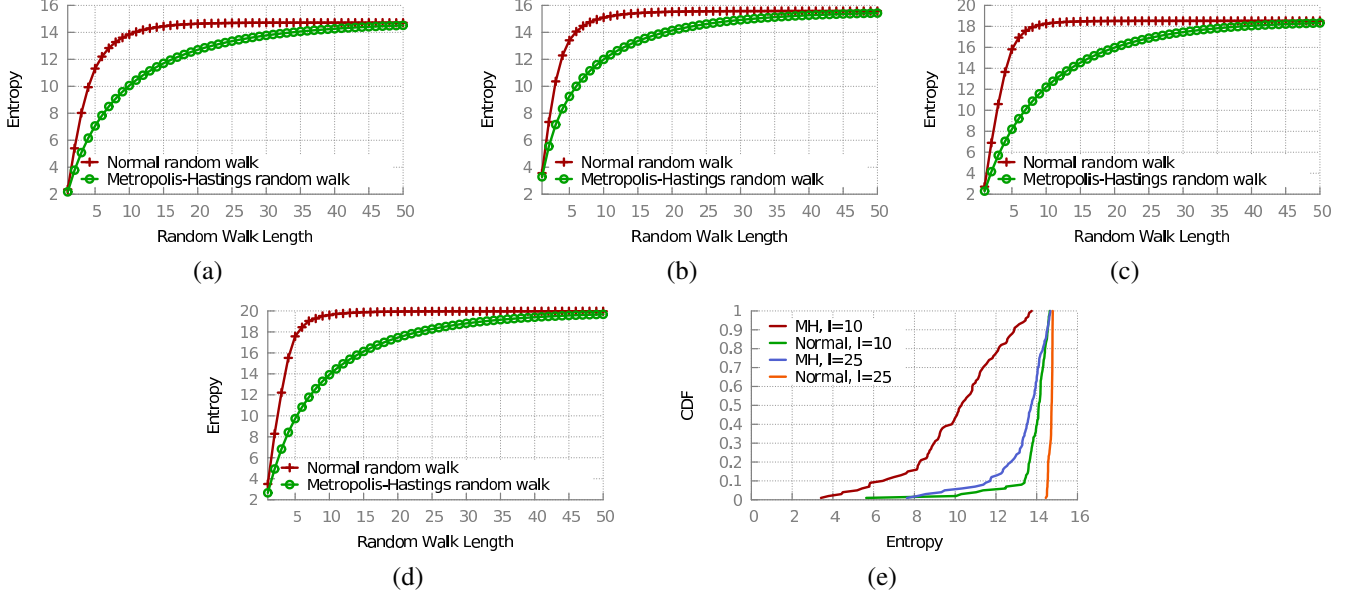 16
14
12
10
8
6
4
2
Entropy
Normal random walk
Metropolis-Hastings random walk
5 10 15 20 25 30 35 40 45 50
Random Walk Length
(a)
16
14
12
10
8
6
4
2
Entropy
Normal random walk
Metropolis-Hastings random walk
5 10 15 20 25 30 35 40 45 50
Random Walk Length
(b)
20
18
16
14
12
10
8
6
4
2
Entropy
Normal random walk
Metropolis-Hastings random walk
5 10 15 20 25 30 35 40 45 50
Random Walk Length
(c)
20
18
16
14
12
10
8
6
4
2
Entropy
Normal random walk
Metropolis-Hastings random walk
5 10 15 20 25 30 35 40 45 50
Random Walk Length
(d)
1
0.9
0.8
0.7
0.6
0.5
0.4
0.3
0.2
0.1
0
CDF
MH, l=10
Normal, l=10
MH, l=25
Normal, l=25
0 2 4 6 8 10 12 14 16
Entropy
(e)